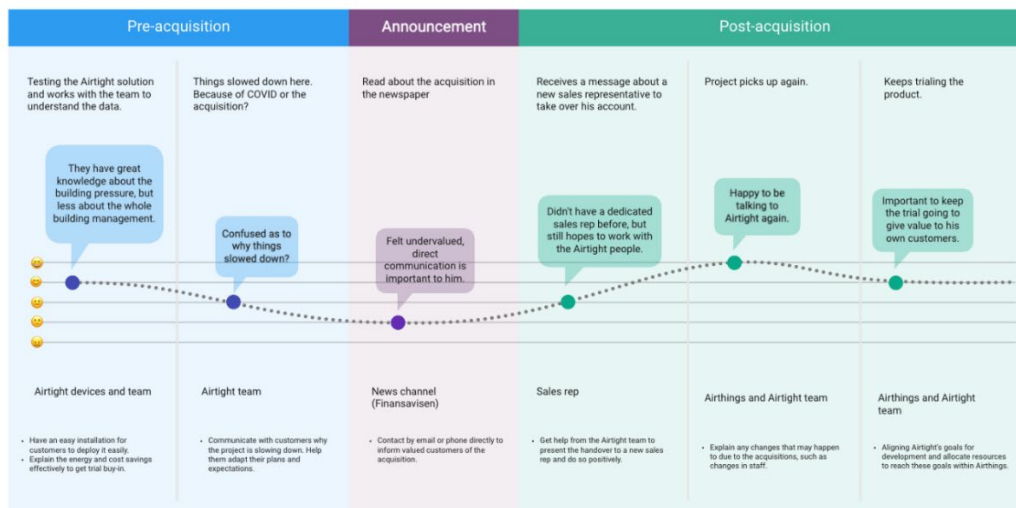 Pre-acquisition
Announcement
Post-acquisition
Testing the Airtight solution
and works with the team to
understand the data.
Things slowed down here.
Because of COVID or the
acquisition?
Read about the acquisition in
the newspaper
Receives a message about a
new sales representative to
take over his account.
Project picks up again.
Keeps trialing the
product.
They have great
knowledge about the
building pressure, but
less about the whole
building management.
Confused as to
why things
slowed down?
Felt undervalued,
direct
communication is
important to him.
Didn't have a dedicated
sales rep before, but
still hopes to work with
the Airtight people.
Happy to be
talking to
Airtight again.
Important to keep
the trial going to
give value to his
own customers.
Airtight devices and team
Airtight team
News channel
(Finansavisen)
Sales rep
Airthings and Airtight team
Airthings and Airtight
team
• Have an easy installation for
customers to deploy it easily.
• Explain the energy and cost savings
effectively to get trial buy-in.
• Communicate with customers why
the project is slowing down. Help
them adapt their plans and
expectations.
• Contact by email or phone directly to
inform valued customers of the
acquisition.
• Get help from the Airtight team to
present the handover to a new sales
rep and do so positively.
• Explain any changes that may happen
to due to the acquisitions, such as
changes in staff.
• Aligning Airtight's goals for
development and allocate resources
to reach these goals within Airthings.